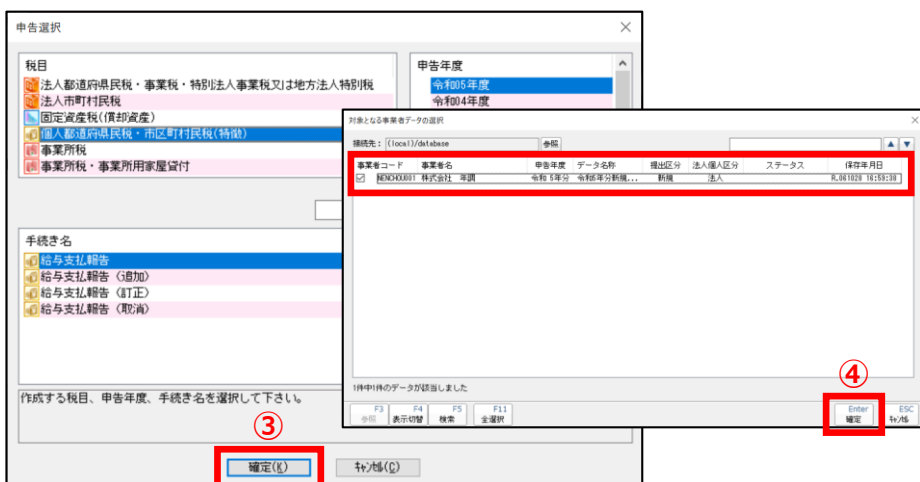 申告選択
税目
法人都道府県民税・事業税・特別法人事業税又は地方法人特別税
法人市町村民税
固定資産税(償却資産)
個人都道府県民税・市区町村民税(特徴)
事業所税
事業所税・事業所用家屋貸付
申告年度
令和05年度
令和04年度
手続き名
給与支払報告
給与支払報告（追加）
給与支払報告（訂正）
給与支払報告（取消）
作成する税目、申告年度、手続き名を選択して下さい。
③
確定(K)
ｷｬﾝｾﾙ(C)
対象となる事業者データの選択
接続先： (local)/database 参照
事業者コード 事業者名 申告年度 データ名称 提出区分 法人個人区分 ステータス 保存年月日
NENCHOU001 株式会社 年調 令和 5年分 令和5年分新規... 新規 法人 R.061028 16:59:38
1件中1件のデータが該当しました
④
F3 F4 F5 F11 Enter ESC
参照 表示切替 検索 全選択 確定 ｷｬﾝｾﾙ